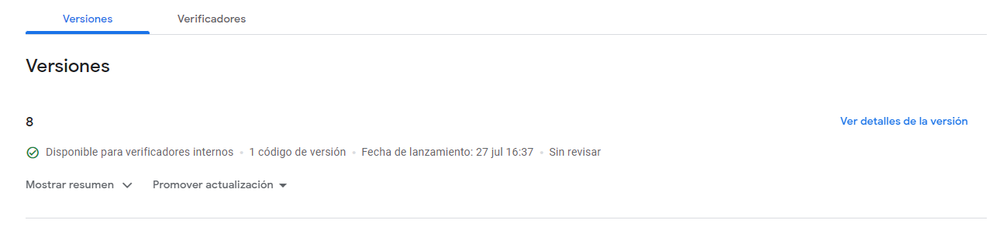 Versiones Verificadores
Versiones
8 Ver detalles de la versión
Disponible para verificadores internos • 1 código de versión • Fecha de lanzamiento: 27 jul 16:37 • Sin revisar
Mostrar resumen Promover actualización